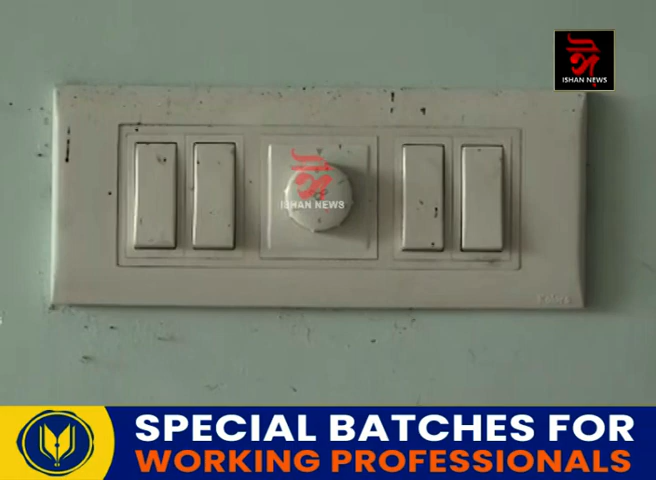 ISHAN NEWS
ISHAN NEWS
SPECIAL BATCHES FOR
WORKING PROFESSIONALS